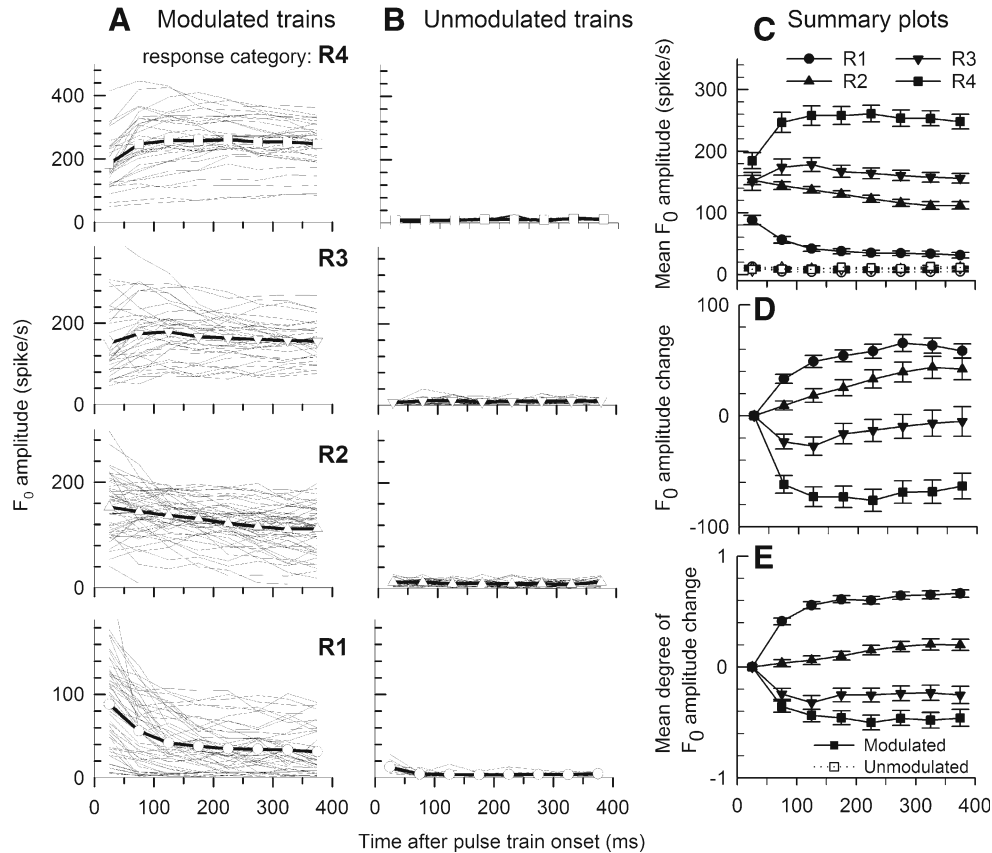 A Modulated trains
response category: R4
400
200
0
R3
200
0
R2
200
0
R1
100
0
0 100 200 300 400
F0 amplitude (spike/s)
B Unmodulated trains
0 100 200 300 400
Time after pulse train onset (ms)
Summary plots
C
R1 R3
R2 R4
300
200
100
0
Mean F0 amplitude (spike/s)
D
100
0
-100
F0 amplitude change
E
1
0
-1
Mean degree of
F0 amplitude change
Modulated
Unmodulated
0 100 200 300 400